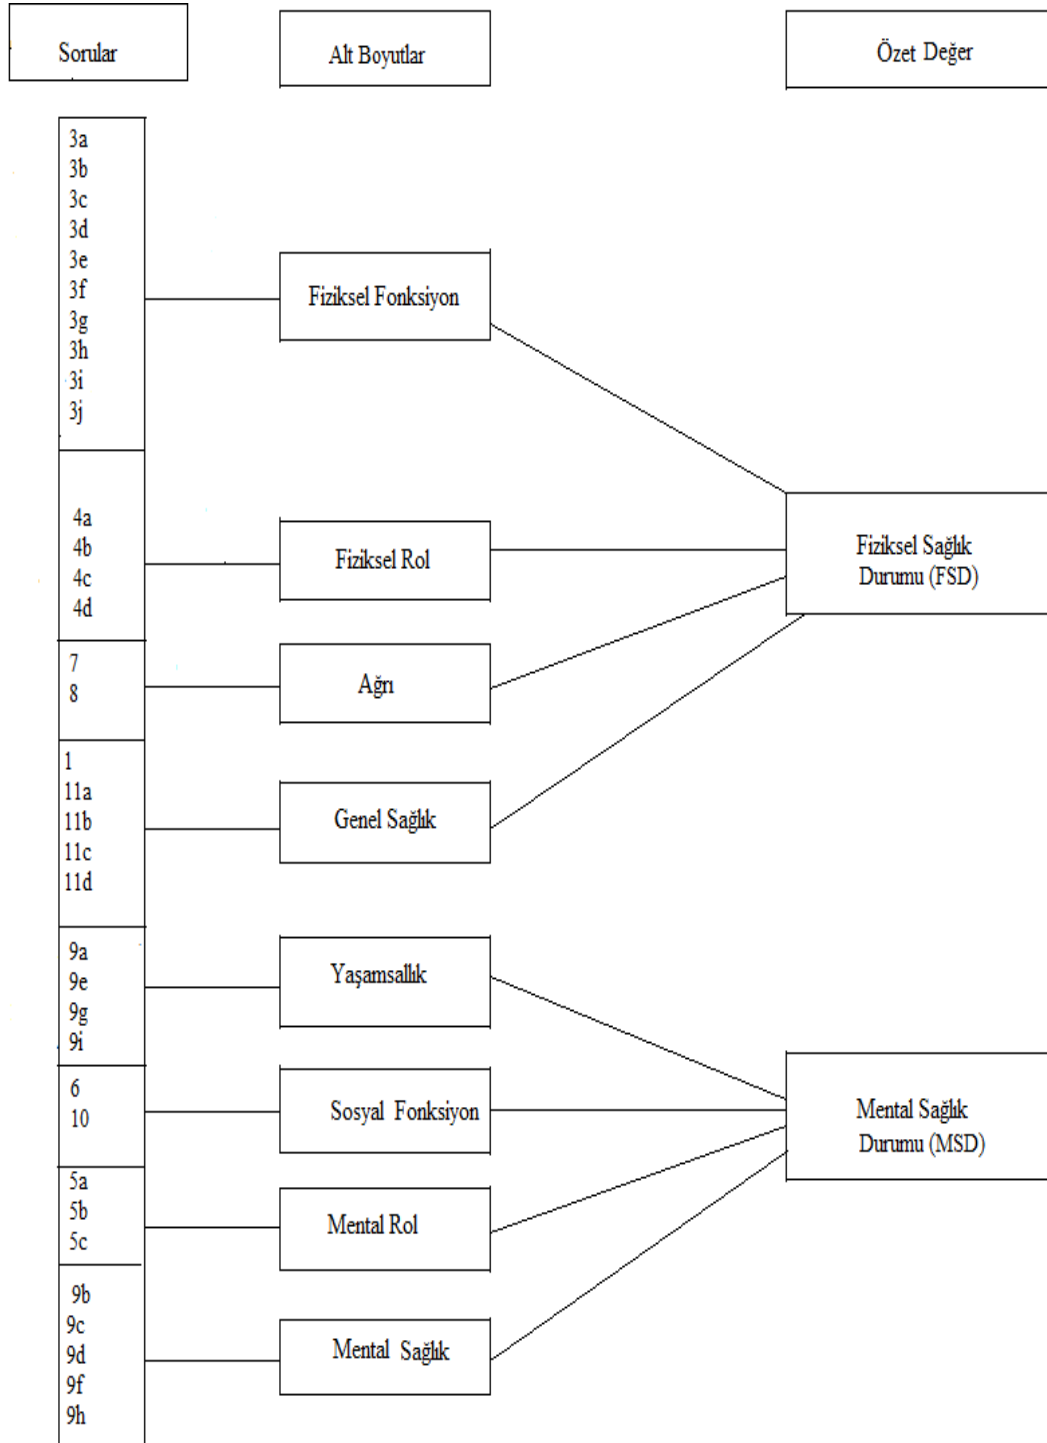 Sorular
Alt Boyutlar
Özet Değer
3a
3b
3c
3d
3e
3f
3g
3h
3i
3j
Fiziksel Fonksiyon
4a
4b
4c
4d
Fiziksel Rol
Fiziksel Sağlık
Durumu (FSD)
7
8
Ağrı
1
11a
11b
11c
11d
Genel Sağlık
9a
9e
9g
9i
Yaşamsallık
6
10
Sosyal Fonksiyon
Mental Sağlık
Durumu (MSD)
5a
5b
5c
Mental Rol
9b
9c
9d
9f
9h
Mental Sağlık